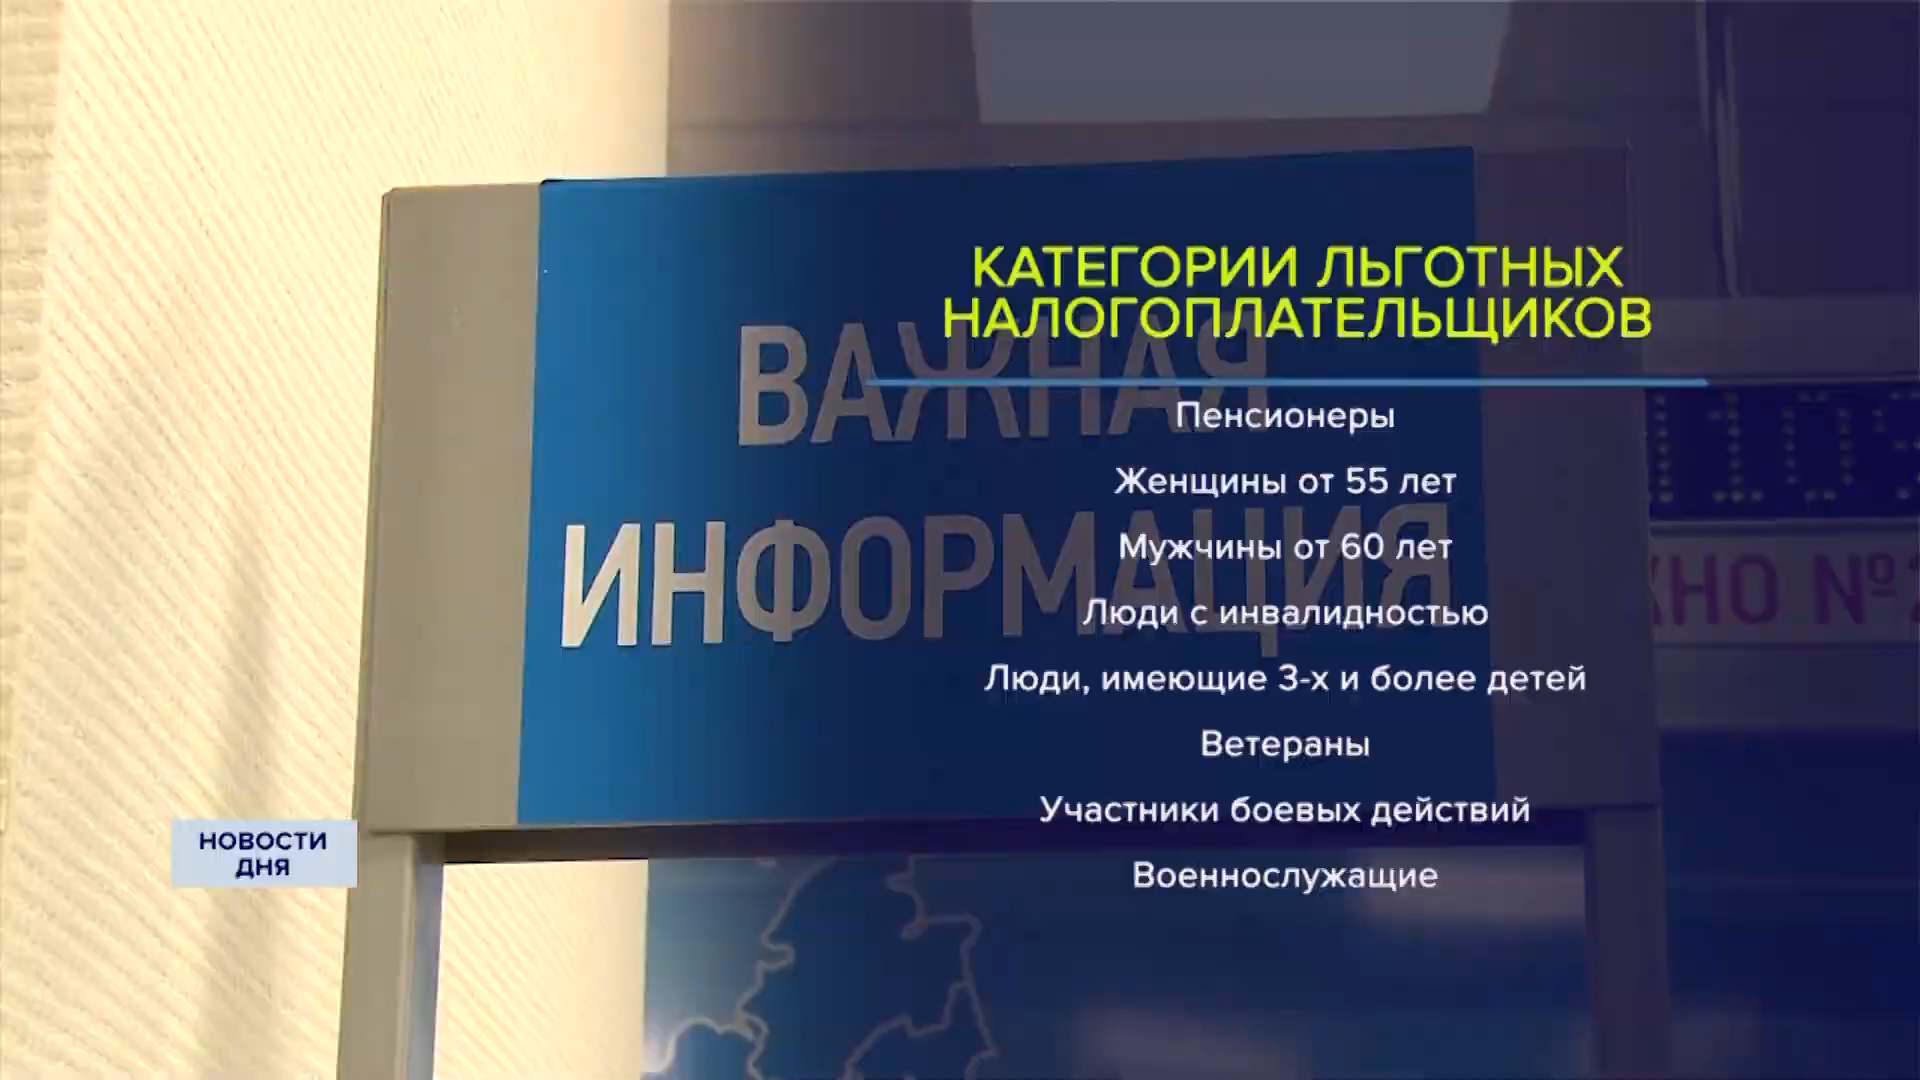 КАТЕГОРИИ ЛЬГОТНЫХ
НАЛОГОПЛАТЕЛЬЩИКОВ
ВАЖНАЯ
ИНФОРМАЦИЯ
Пенсионеры
Женщины от 55 лет
Мужчины от 60 лет
Люди с инвалидностью
Люди, имеющие 3-х и более детей
Ветераны
Участники боевых действий
Военнослужащие
НОВОСТИ
ДНЯ